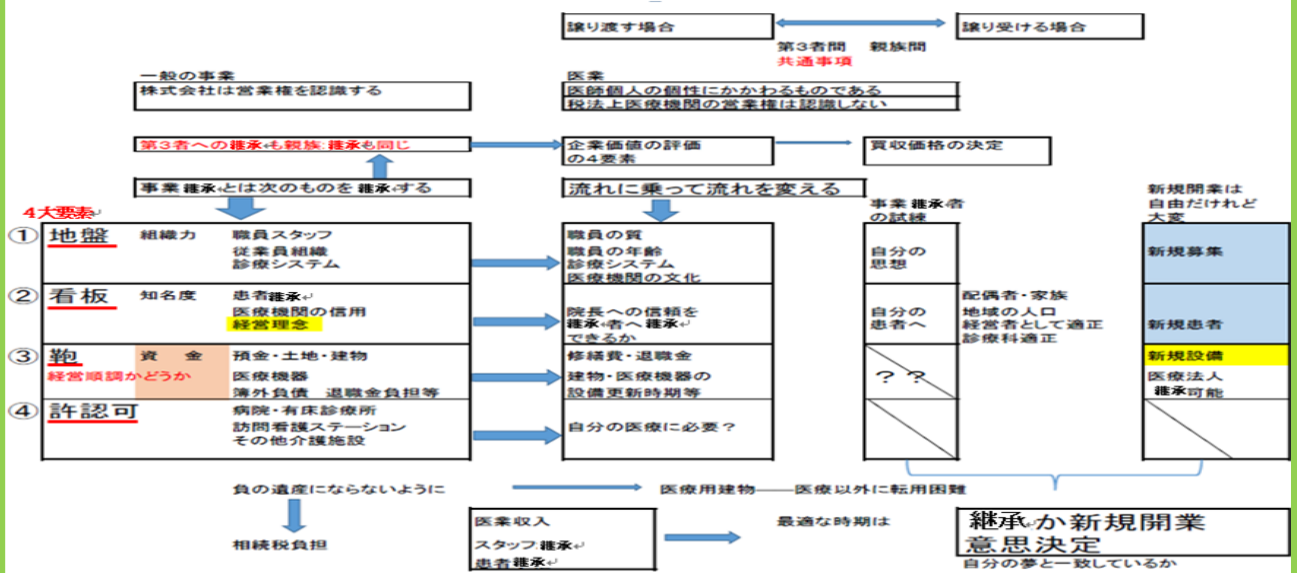 譲り渡す場合
譲り受ける場合
第3者間 親族間
共通事項
一般の事業
株式会社は営業権を認識する
医業
医師個人の個性にかかわるものである
税法上医療機関の営業権は認識しない
第3者への継承も親族:継承も同じ
企業価値の評価
の4要素
買収価格の決定
事業継承とは次のものを継承する
流れに乗って流れを変える
事業継承者
の試練
新規開業は
自由だけれど
大変
4大要素
① 地盤 組織力 職員スタッフ
従業員組織
診療システム
職員の質
職員の年齢
診療システム
医療機関の文化
自分の
思想
新規募集
② 看板 知名度 患者継承
医療機関の信用
経営理念
院長への信頼を
継承者へ継承
できるか
自分の
患者へ
配偶者・家族
地域の人口
経営者として適正
診療科適正
新規患者
③ 鞄 資金 預金・土地・建物
経営順調かどうか 医療機器
簿外負債 退職金負担等
修繕費・退職金
建物・医療機器の
設備更新時期等
??
新規設備
医療法人
継承可能
④ 許認可 病院・有床診療所
訪問看護ステーション
その他介護施設
自分の医療に必要?
負の遺産にならないように
医療用建物――医療以外に転用困難
相続税負担
医業収入
スタッフ:継承
患者継承
最適な時期は
継承か新規開業
意思決定
自分の夢と一致しているか